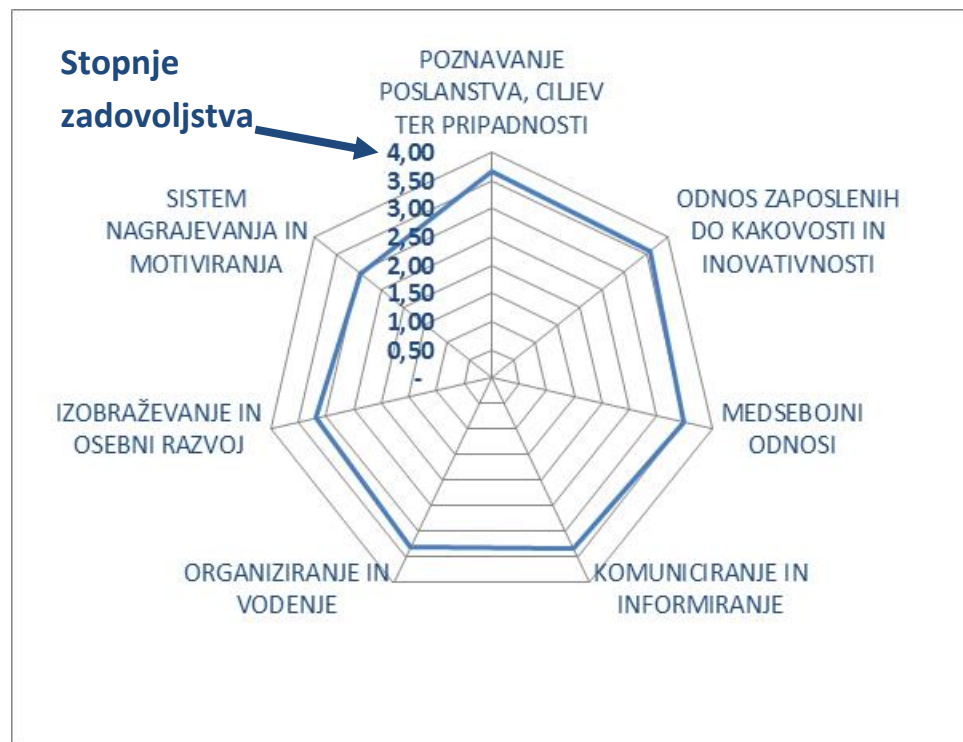 Stopnje
zadovoljstva
POZNAVANJE
POSLANSTVA, CILJEV
TER PRIPADNOSTI
4,00
3,50
3,00
2,50
2,00
1,50
1,00
0,50
-
ODNOS ZAPOSLENIH
DO KAKOVOSTI IN
INOVATIVNOSTI
MEDSEBOJNI
ODNOSI
KOMUNICIRANJE IN
INFORMIRANJE
ORGANIZIRANJE IN
VODENJE
IZOBRAŽEVANJE IN
OSEBNI RAZVOJ
SISTEM
NAGRAJEVANJA IN
MOTIVIRANJA